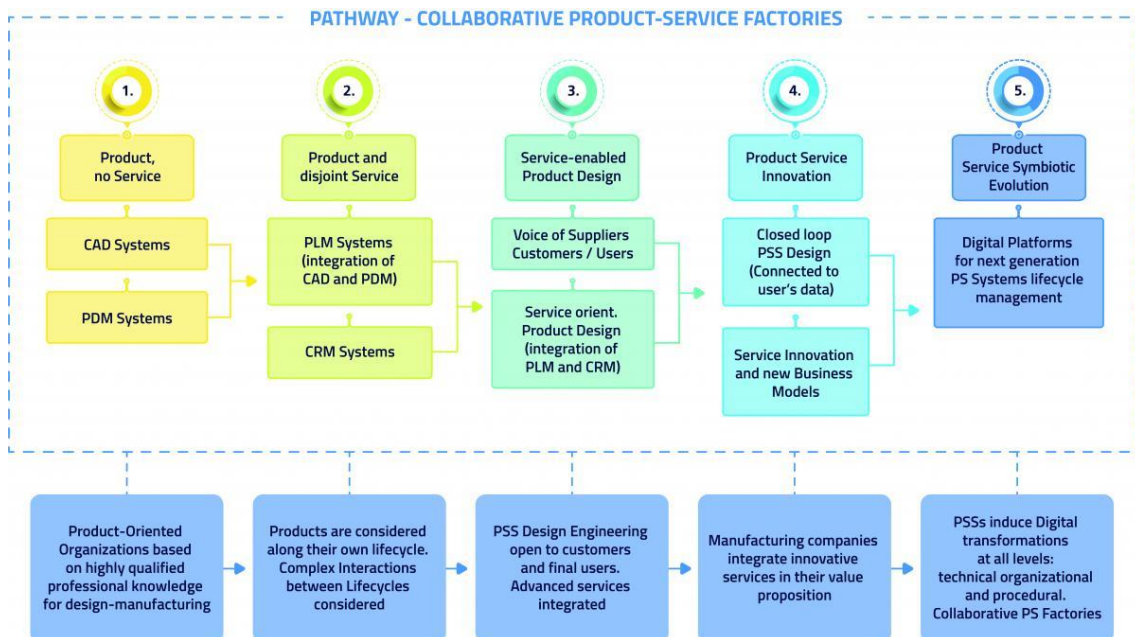 PATHWAY - COLLABORATIVE PRODUCT-SERVICE FACTORIES
1.
Product,
no Service
CAD Systems
PDM Systems
2.
Product and
disjoint Service
PLM Systems
(integration of
CAD and PDM)
CRM Systems
3.
Service-enabled
Product Design
Voice of Suppliers
Customers / Users
Service orient.
Product Design
(integration of
PLM and CRM)
4.
Product Service
Innovation
Closed loop
PSS Design
(Connected to
user's data)
Service Innovation
and new Business
Models
5.
Product
Service Symbiotic
Evolution
Digital Platforms
for next generation
PS Systems lifecycle
management
Product-Oriented
Organizations based
on highly qualified
professional knowledge
for design-manufacturing
Products are considered
along their own lifecycle.
Complex Interactions
between Lifecycles
considered
PSS Design Engineering
open to customers
and final users.
Advanced services
integrated
Manufacturing companies
integrate innovative
services in their value
proposition
PSSs induce Digital
transformations
at all levels:
technical organizational
and procedural.
Collaborative PS Factories